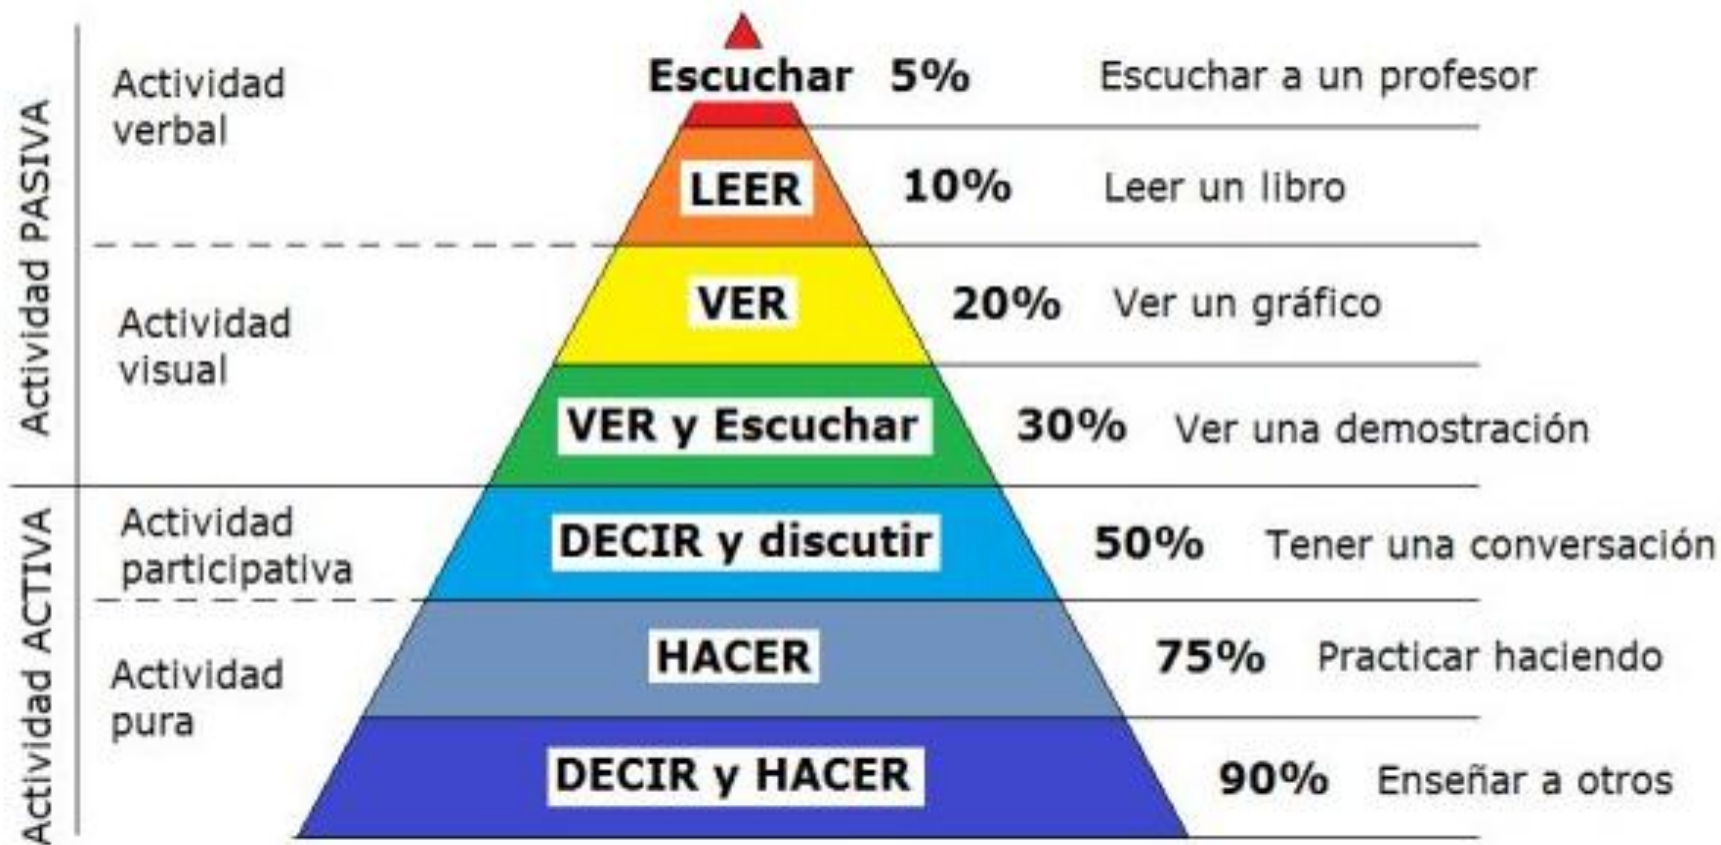 Actividad PASIVA
Actividad
verbal
Escuchar 5% Escuchar a un profesor
LEER 10% Leer un libro
Actividad
visual
VER 20% Ver un gráfico
VER y Escuchar 30% Ver una demostración
Actividad ACTIVA
Actividad
participativa
DECIR y discutir 50% Tener una conversación
Actividad
pura
HACER 75% Practicar haciendo
DECIR y HACER 90% Enseñar a otros